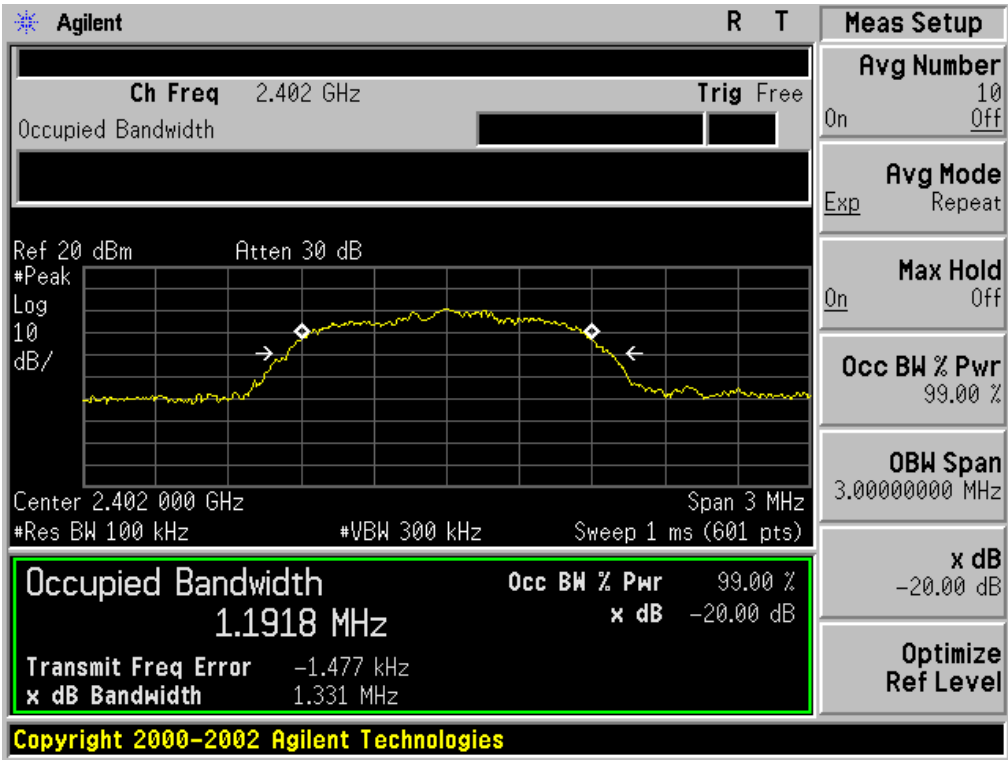 Agilent R T
Ch Freq 2.402 GHz Trig Free
Occupied Bandwidth
Ref 20 dBm Atten 30 dB
#Peak
Log
10
dB/
Center 2.402 000 GHz Span 3 MHz
#Res BW 100 kHz #VBW 300 kHz Sweep 1 ms (601 pts)
Occupied Bandwidth Occ BW % Pwr 99.00 %
1.1918 MHz x dB -20.00 dB
Transmit Freq Error -1.477 kHz
x dB Bandwidth 1.331 MHz
Copyright 2000-2002 Agilent Technologies
Meas Setup
Avg Number
10
On Off
Avg Mode
Exp Repeat
Max Hold
On Off
Occ BW % Pwr
99.00 %
OBW Span
3.00000000 MHz
x dB
-20.00 dB
Optimize
Ref Level